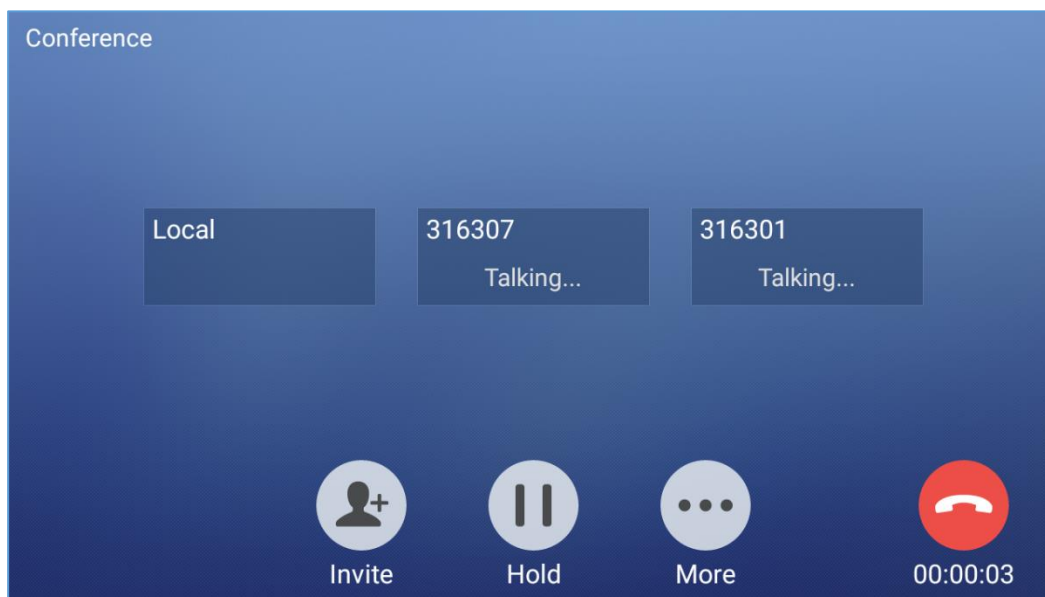 Conference
Local
316307
Talking...
316301
Talking...
Invite
Hold
More
00:00:03